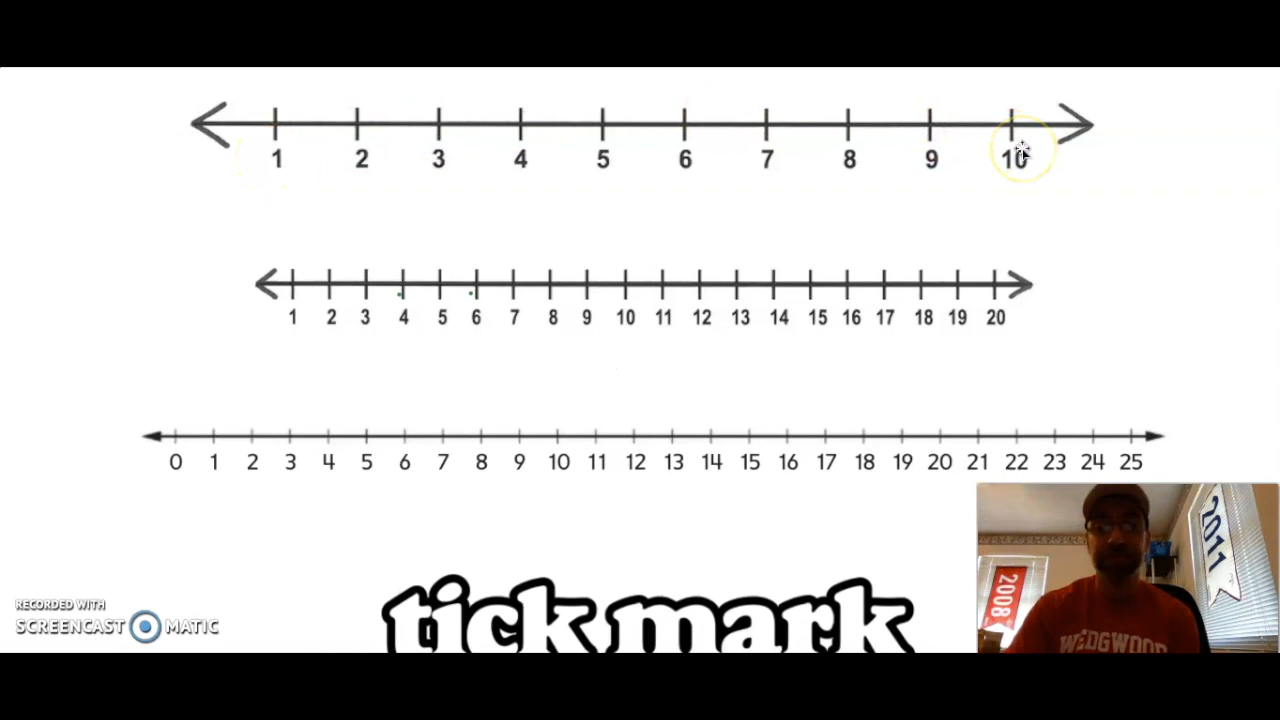 1 2 3 4 5 6 7 8 9 10
1 2 3 4 5 6 7 8 9 10 11 12 13 14 15 16 17 18 19 20
0 1 2 3 4 5 6 7 8 9 10 11 12 13 14 15 16 17 18 19 20 21 22 23 24 25
2011
2008
tick mark
RECORDED WITH
SCREENCAST MATIC
WEDGWOOD